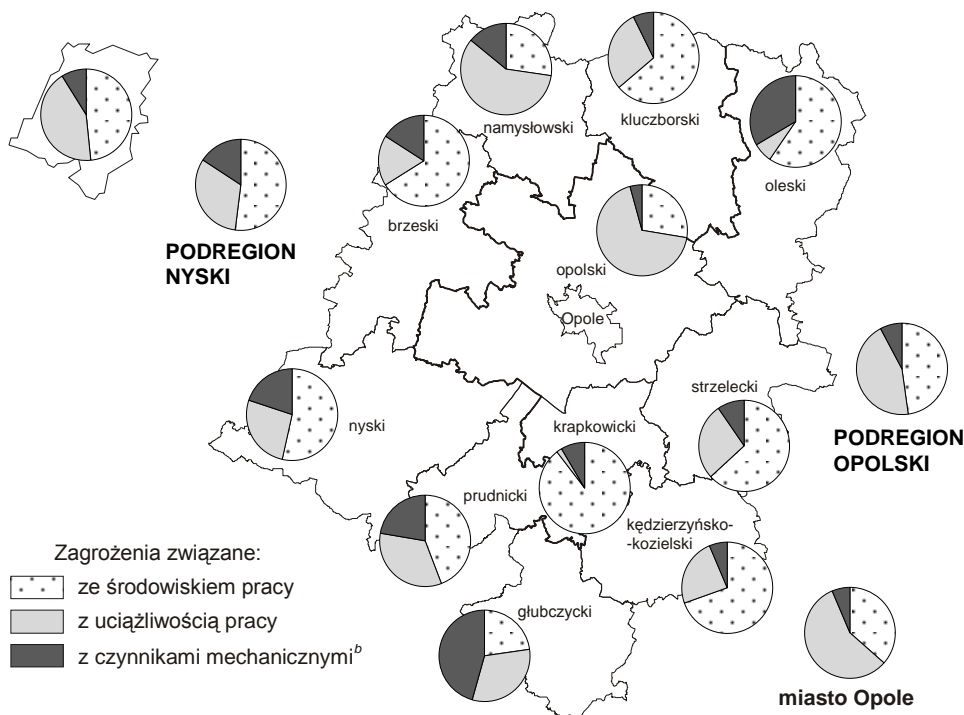 namysłowski
kluczborski
oleski
brzeski
PODREGION
NYSKI
opolski
Opole
strzelecki
nyski
krapkowicki
PODREGION
OPOLSKI
prudnicki
kędzierzyńsko-
-kozielski
Zagrożenia związane:
ze środowiskiem pracy
z uciążliwością pracy
z czynnikami mechanicznymi b
głubczycki
miasto Opole